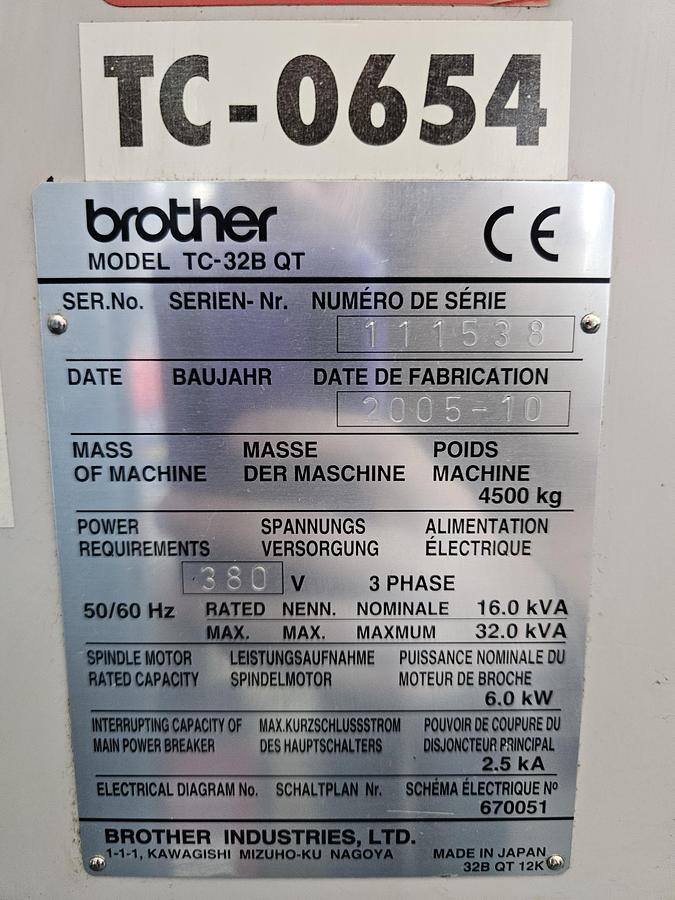 TC-0654
brother
CE
MODEL TC-32B QT
SER.No. SERIEN- Nr. NUMÉRO DE SÉRIE
111538
DATE BAUJAHR DATE DE FABRICATION
2005-10
MASS MASSE POIDS
OF MACHINE DER MASCHINE MACHINE
4500 kg
POWER SPANNUNGS ALIMENTATION
REQUIREMENTS VERSORGUNG ÉLECTRIQUE
380 V 3 PHASE
50/60 Hz RATED NENN. NOMINALE 16.0 kVA
MAX. MAX. MAXMUM 32.0 kVA
SPINDLE MOTOR LEISTUNGSAUFNAHME PUISSANCE NOMINALE DU
RATED CAPACITY SPINDELMOTOR MOTEUR DE BROCHE
6.0 kW
INTERRUPTING CAPACITY OF MAX.KURZSCHLUSSSTROM POUVOIR DE COUPURE DU
MAIN POWER BREAKER DES HAUPTSCHALTERS DISJONCTEUR PRINCIPAL
2.5 kA
ELECTRICAL DIAGRAM No. SCHALTPLAN Nr. SCHÉMA ÉLECTRIQUE Nº
670051
BROTHER INDUSTRIES, LTD.
1-1-1, KAWAGISHI MIZUHO-KU NAGOYA MADE IN JAPAN
32B QT 12K